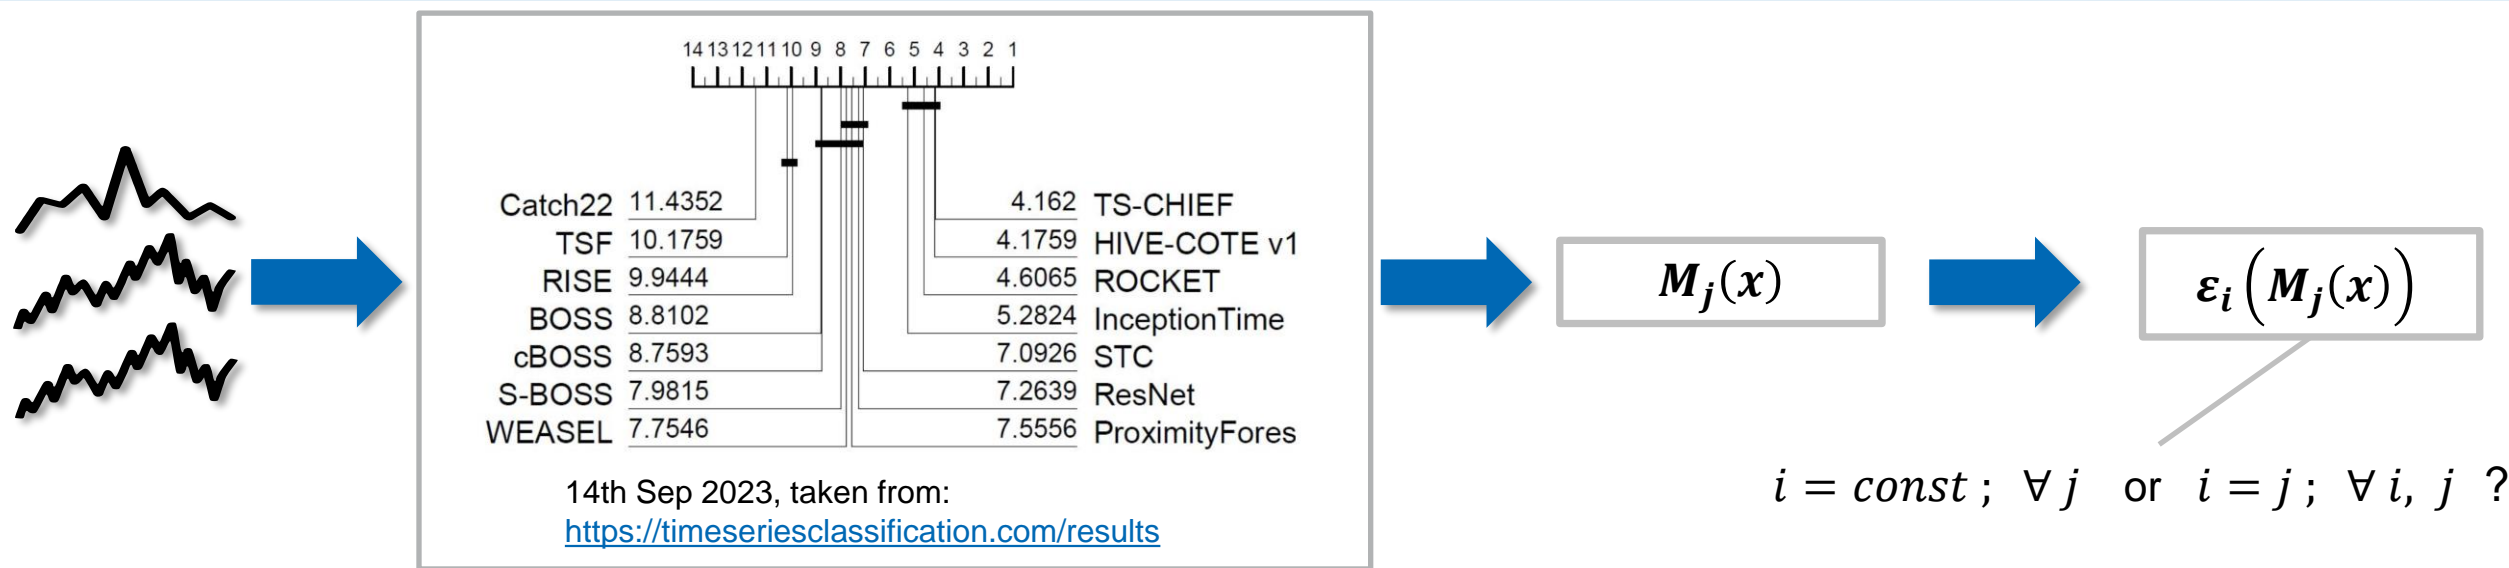 14 13 12 11 10 9 8 7 6 5 4 3 2 1
Catch22 11.4352
TSF 10.1759
RISE 9.9444
BOSS 8.8102
cBOSS 8.7593
S-BOSS 7.9815
WEASEL 7.7546
4.162 TS-CHIEF
4.1759 HIVE-COTE v1
4.6065 ROCKET
5.2824 InceptionTime
7.0926 STC
7.2639 ResNet
7.5556 ProximityFores
14th Sep 2023, taken from:
https://timeseriesclassification.com/results
M_j(x)
ε_i(M_j(x))
i = const ; ∀ j or i = j ; ∀ i, j ?